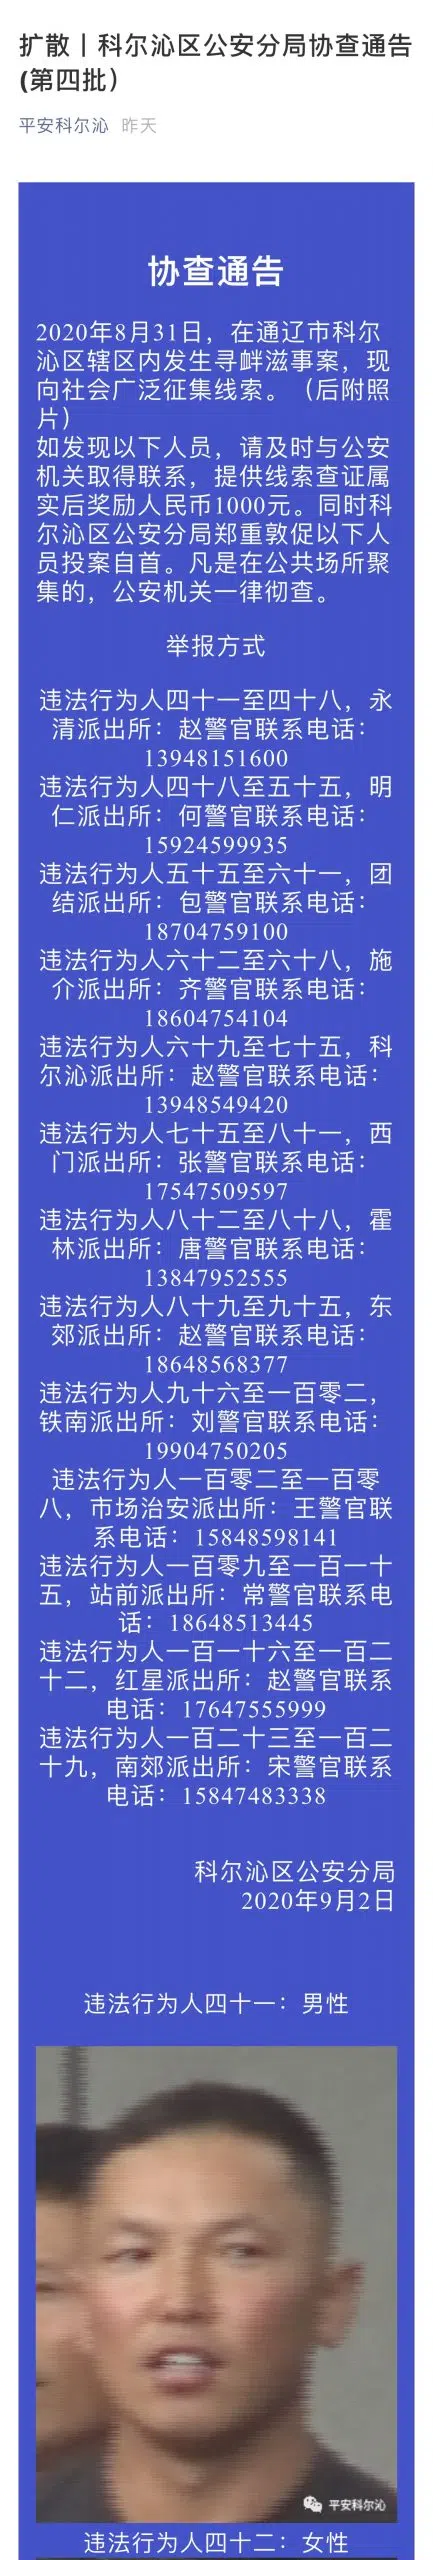 扩散丨科尔沁区公安分局协查通告
(第四批）
平安科尔沁 昨天
协查通告
2020年8月31日，在通辽市科尔
沁区辖区内发生寻衅滋事案，现
向社会广泛征集线索。（后附照
片）
如发现以下人员，请及时与公安
机关取得联系，提供线索查证属
实后奖励人民币1000元。同时科
尔沁区公安分局郑重敦促以下人
员投案自首。凡是在公共场所聚
集的，公安机关一律彻查。
举报方式
违法行为人四十一至四十八，永
清派出所：赵警官联系电话：
13948151600
违法行为人四十八至五十五，明
仁派出所：何警官联系电话：
15924599935
违法行为人五十五至六十一，团
结派出所：包警官联系电话：
18704759100
违法行为人六十二至六十八，施
介派出所：齐警官联系电话：
18604754104
违法行为人六十九至七十五，科
尔沁派出所：赵警官联系电话：
13948549420
违法行为人七十五至八十一，西
门派出所：张警官联系电话：
17547509597
违法行为人八十二至八十八，霍
林派出所：唐警官联系电话：
13847952555
违法行为人八十九至九十五，东
郊派出所：赵警官联系电话：
18648568377
违法行为人九十六至一百零二，
铁南派出所：刘警官联系电话：
19904750205
违法行为人一百零二至一百零
八，市场治安派出所：王警官联
系电话：15848598141
违法行为人一百零九至一百一十
五，站前派出所：常警官联系电
话：18648513445
违法行为人一百一十六至一百二
十二，红星派出所：赵警官联系
电话：17647555999
违法行为人一百二十三至一百二
十九，南郊派出所：宋警官联系
电话：15847483338
科尔沁区公安分局
2020年9月2日
违法行为人四十一：男性
平安科尔沁
违法行为人四十二：女性